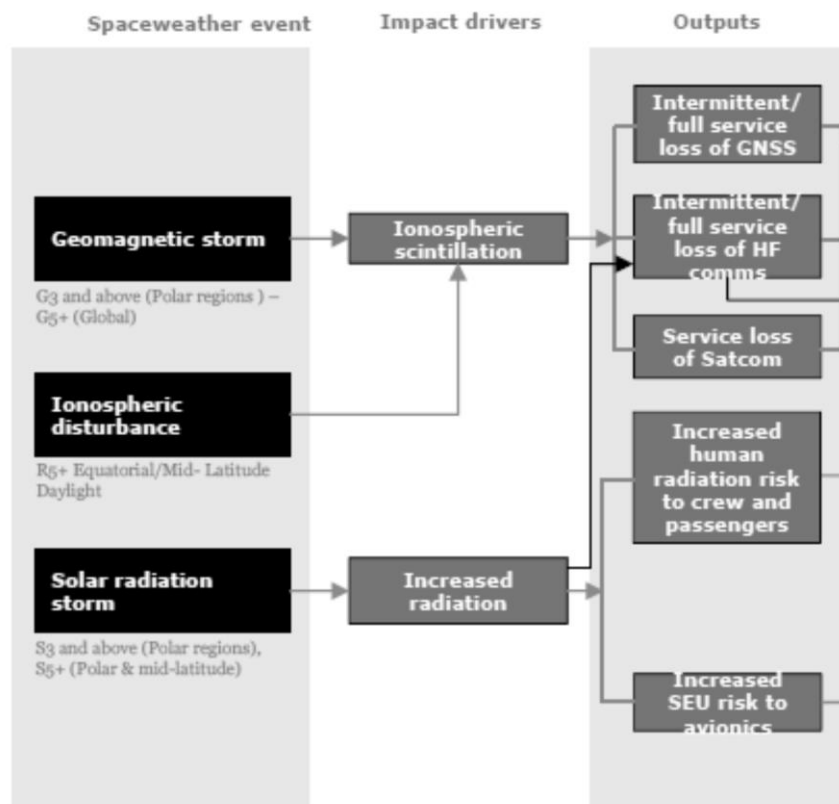 Spaceweather event
Impact drivers
Outputs
Geomagnetic storm
G3 and above (Polar regions ) –
G5+ (Global)
Ionospheric
disturbance
R5+ Equatorial/Mid- Latitude
Daylight
Solar radiation
storm
S3 and above (Polar regions),
S5+ (Polar & mid-latitude)
Ionospheric
scintillation
Increased
radiation
Intermittent/
full service
loss of GNSS
Intermittent/
full service
loss of HF
comms
Service loss
of Satcom
Increased
human
radiation risk
to crew and
passengers
Increased
SEU risk to
avionics